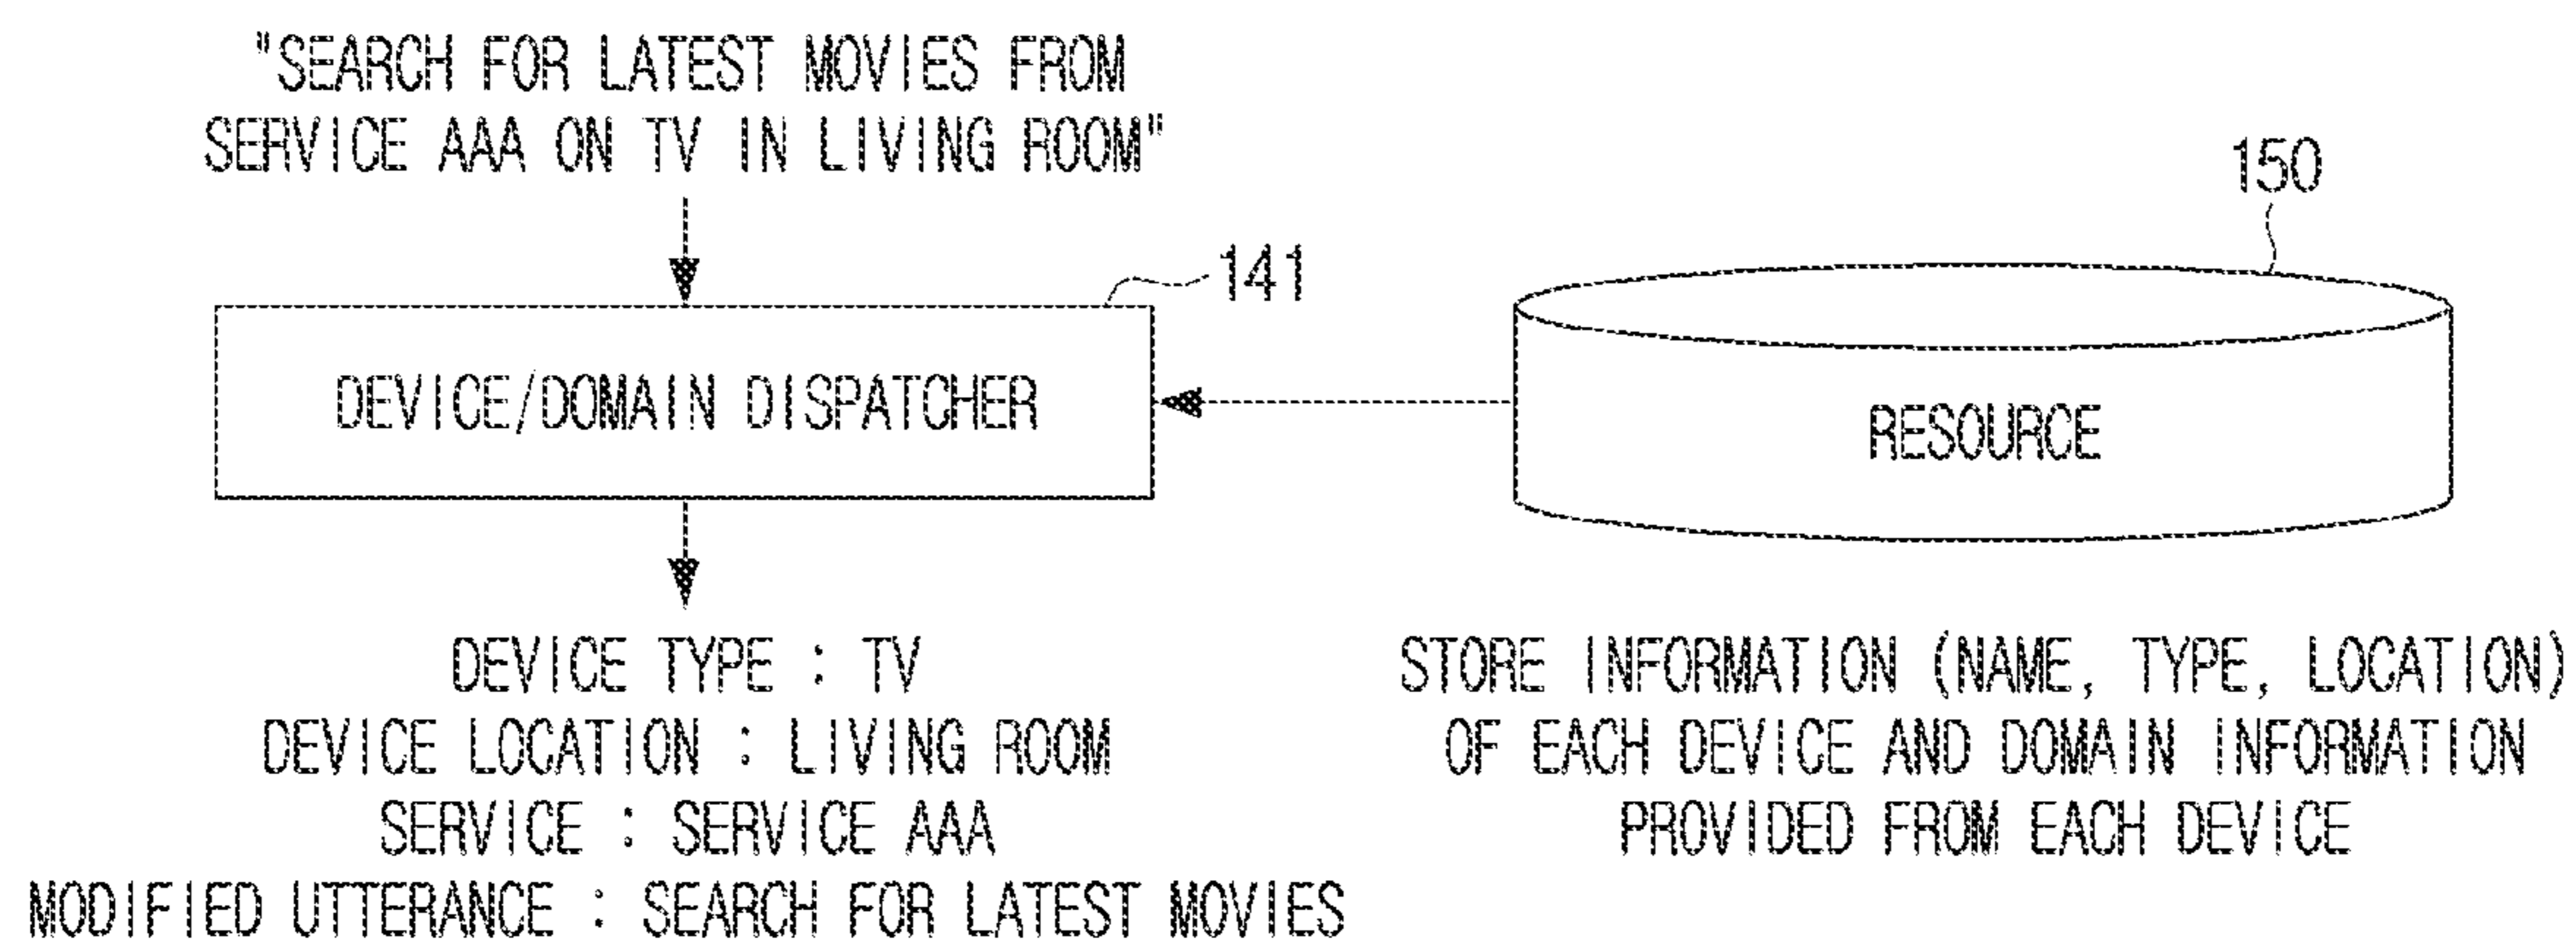 "SEARCH FOR LATEST MOVIES FROM
SERVICE AAA ON TV IN LIVING ROOM"
150
141
DEVICE/DOMAIN DISPATCHER
RESOURCE
DEVICE TYPE : TV
DEVICE LOCATION : LIVING ROOM
SERVICE : SERVICE AAA
MODIFIED UTTERANCE : SEARCH FOR LATEST MOVIES
STORE INFORMATION (NAME, TYPE, LOCATION)
OF EACH DEVICE AND DOMAIN INFORMATION
PROVIDED FROM EACH DEVICE